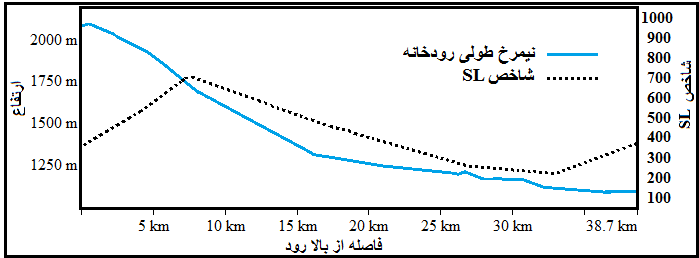 ارتفاع
2000 m
1750 m
1500 m
1250 m
نیمرخ طولی رودخانه
شاخص SL
1000
900
800
700
600
500
400
300
200
100
شاخص SL
5 km
10 km
15 km
20 km
25 km
30 km
38.7 km
فاصله از بالا رود